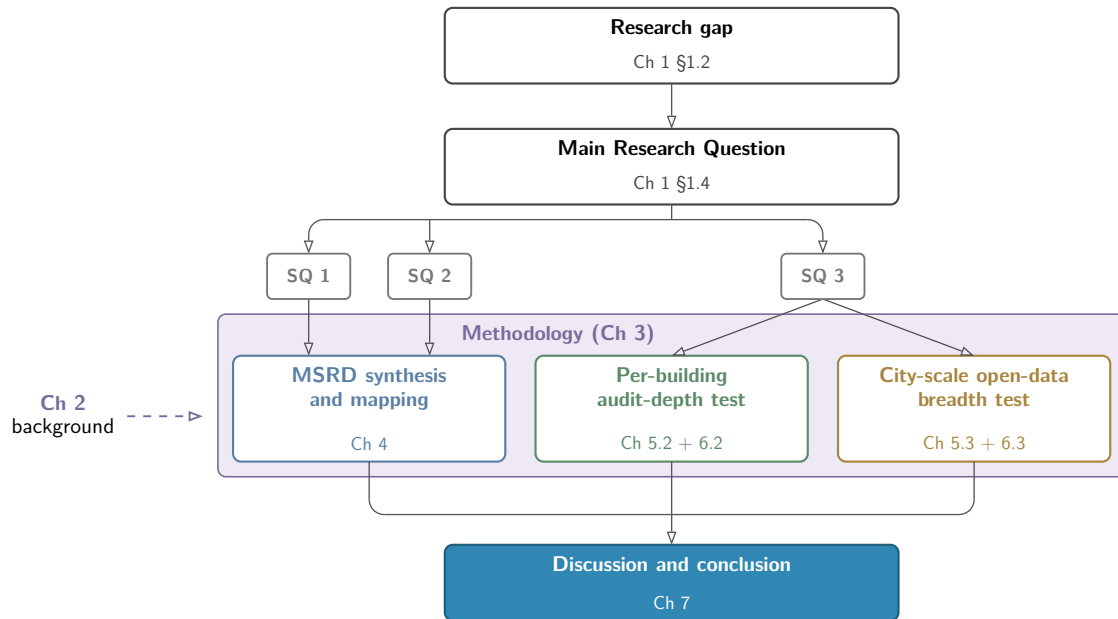 Research gap
Ch 1 §1.2
Main Research Question
Ch 1 §1.4
SQ 1
SQ 2
SQ 3
Methodology (Ch 3)
MSRD synthesis
and mapping
Ch 4
Per-building
audit-depth test
Ch 5.2 + 6.2
City-scale open-data
breadth test
Ch 5.3 + 6.3
Ch 2
background
Discussion and conclusion
Ch 7